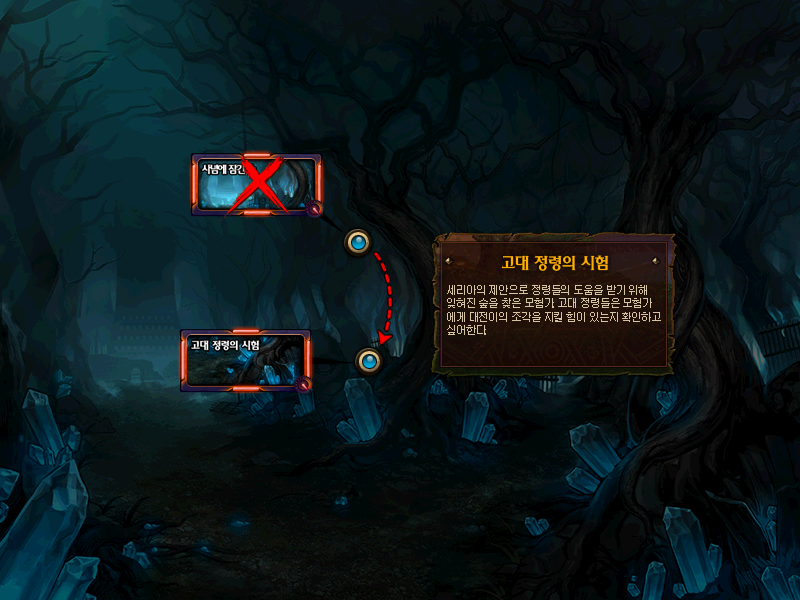 사념에 잠긴
고대 정령의 시험
고대 정령의 시험
세리아의 제안으로 정령들의 도움을 받기 위해
잊혀진 숲을 찾은 모험가. 고대 정령들은 모험가
에게 대전이의 조각을 지킬 힘이 있는지 확인하고
싶어한다.